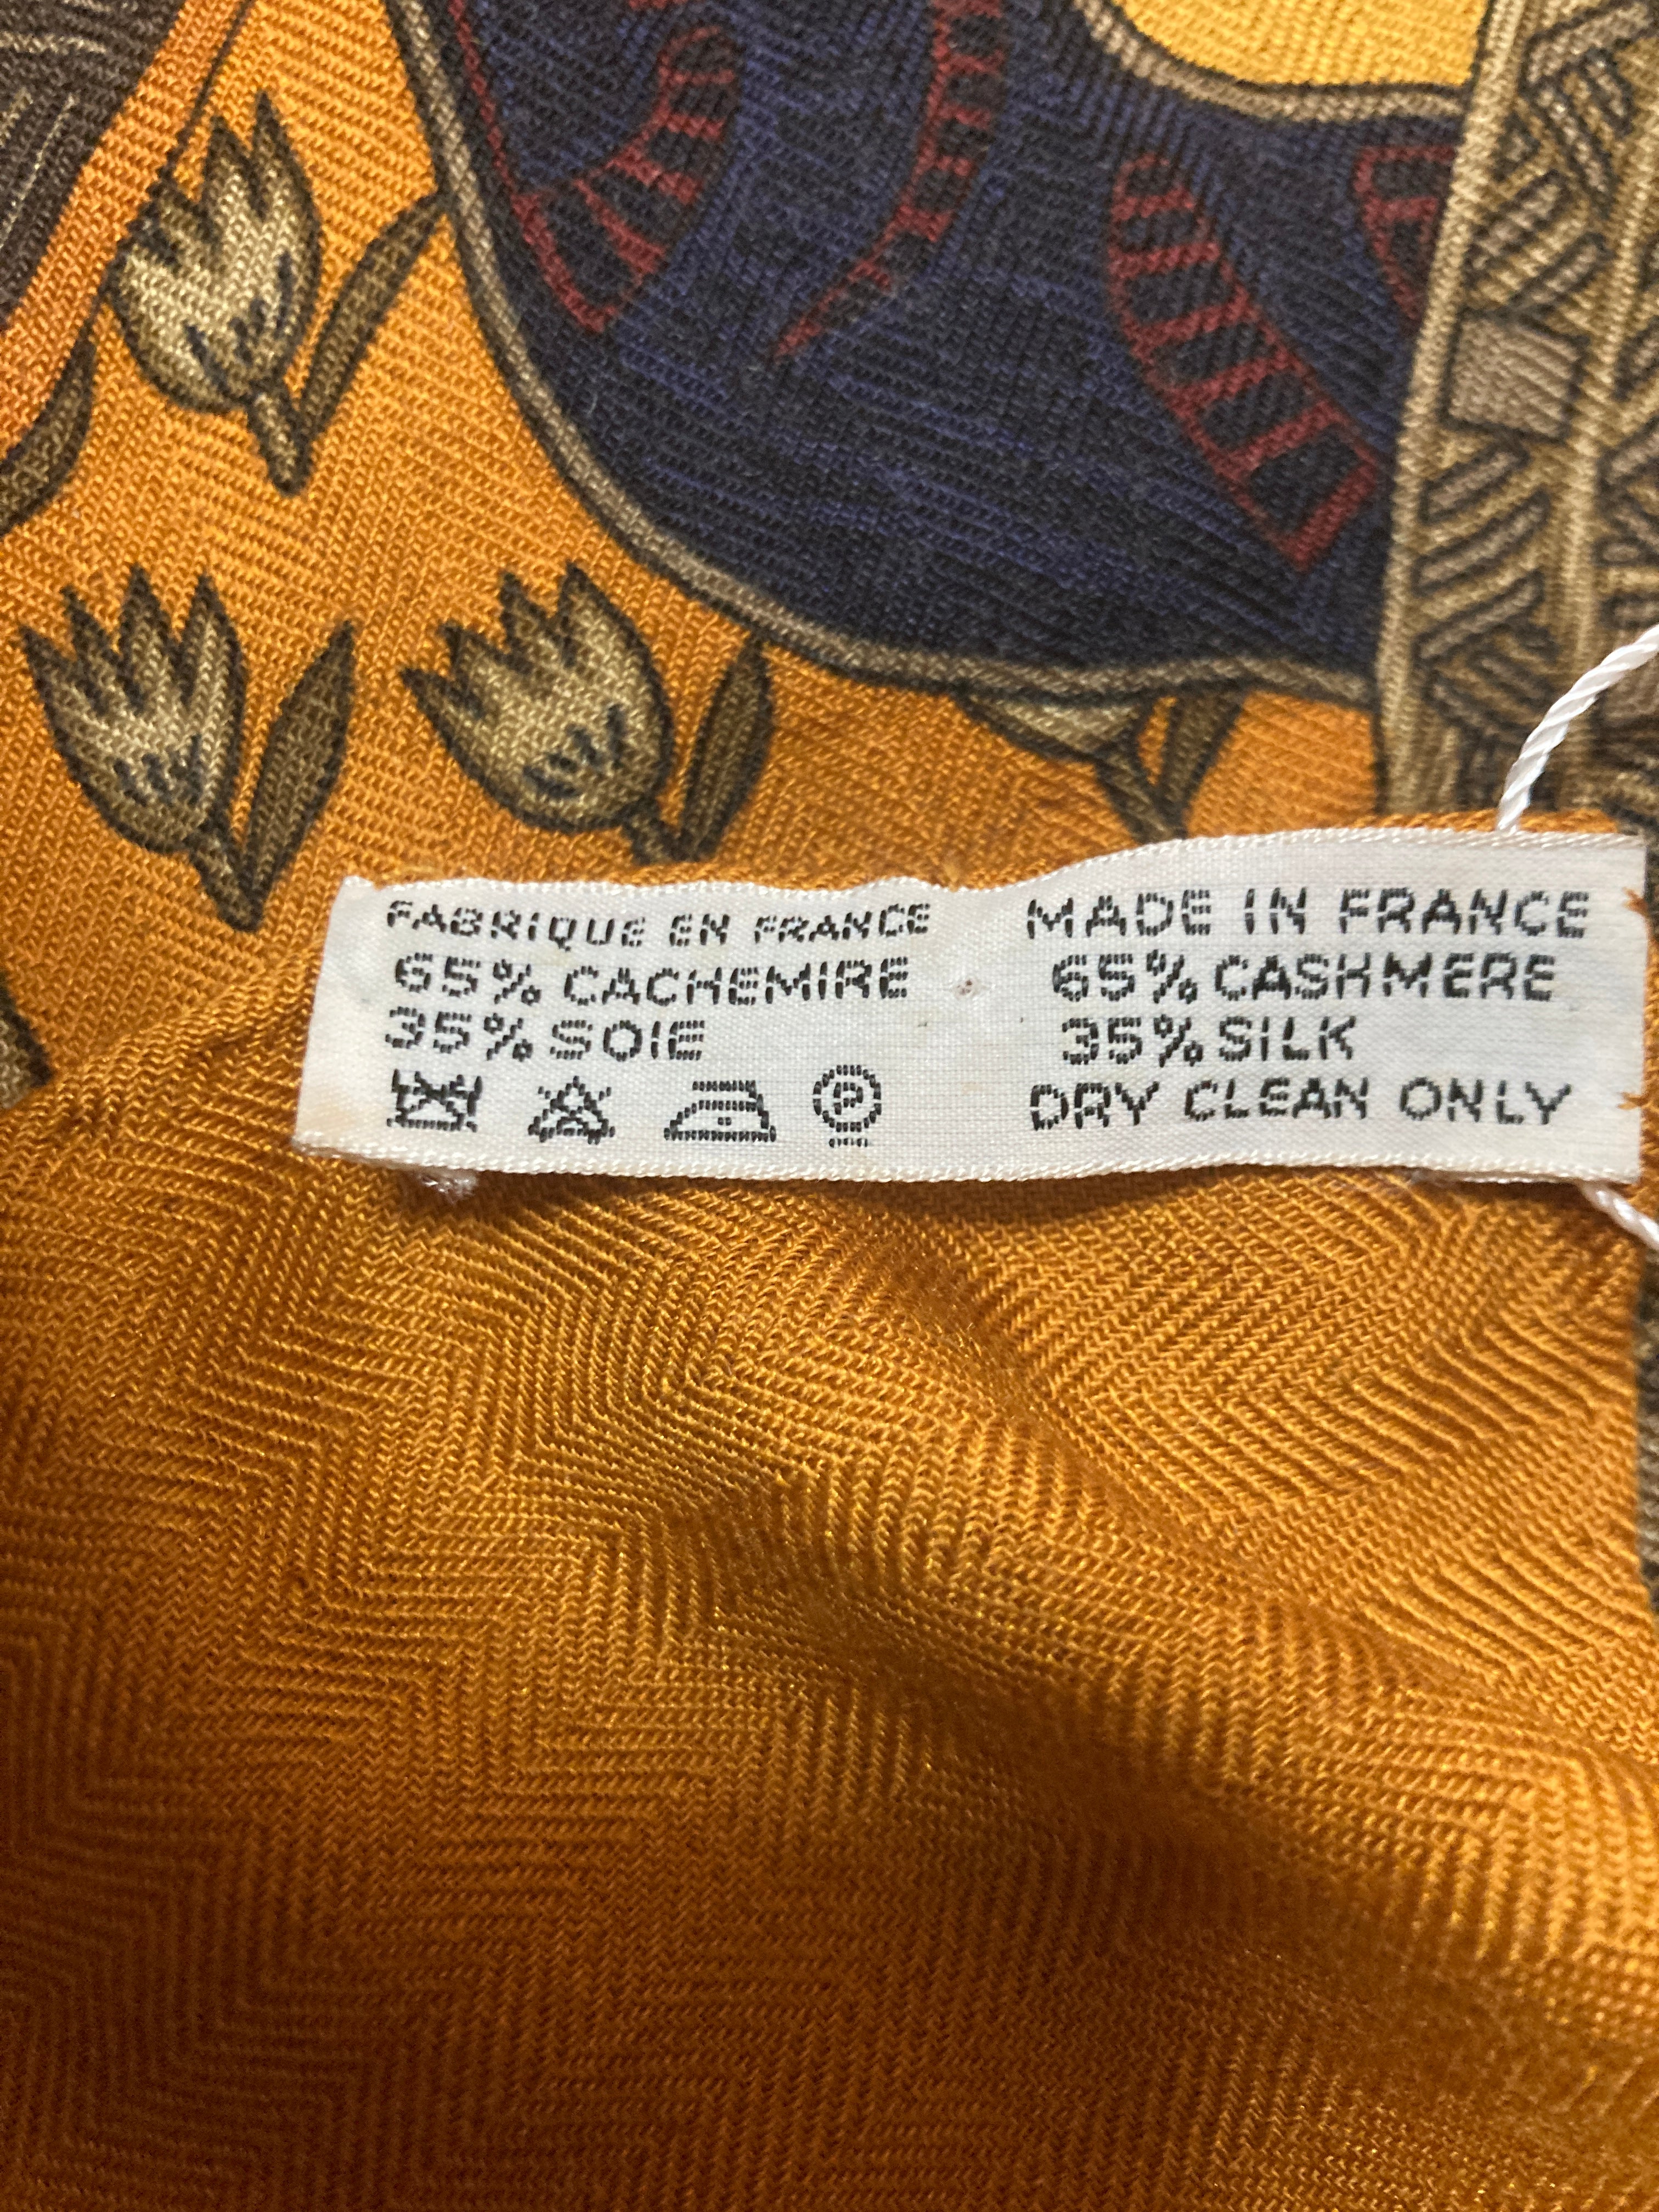 FABRIQUE EN FRANCE
65% CACHEMIRE
35% SOIE
P
MADE IN FRANCE
65% CASHMERE
35% SILK
DRY CLEAN ONLY